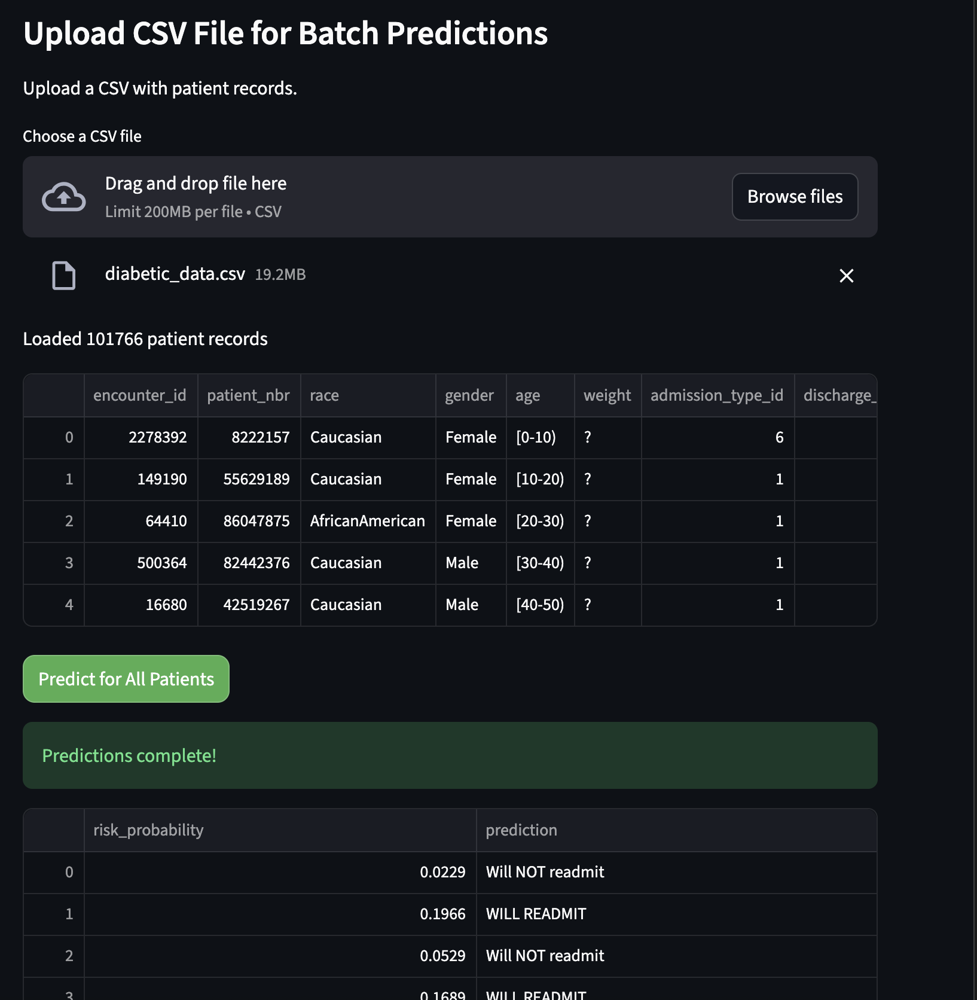 Upload CSV File for Batch Predictions
Upload a CSV with patient records.
Choose a CSV file
Drag and drop file here
Limit 200MB per file • CSV
Browse files
diabetic_data.csv 19.2MB
Loaded 101766 patient records
encounter_id patient_nbr race gender age weight admission_type_id discharge_
0 2278392 8222157 Caucasian Female [0-10) ? 6
1 149190 55629189 Caucasian Female [10-20) ? 1
2 64410 86047875 AfricanAmerican Female [20-30) ? 1
3 500364 82442376 Caucasian Male [30-40) ? 1
4 16680 42519267 Caucasian Male [40-50) ? 1
Predict for All Patients
Predictions complete!
risk_probability prediction
0 0.0229 Will NOT readmit
1 0.1966 WILL READMIT
2 0.0529 Will NOT readmit
3 0.1689 WILL READMIT